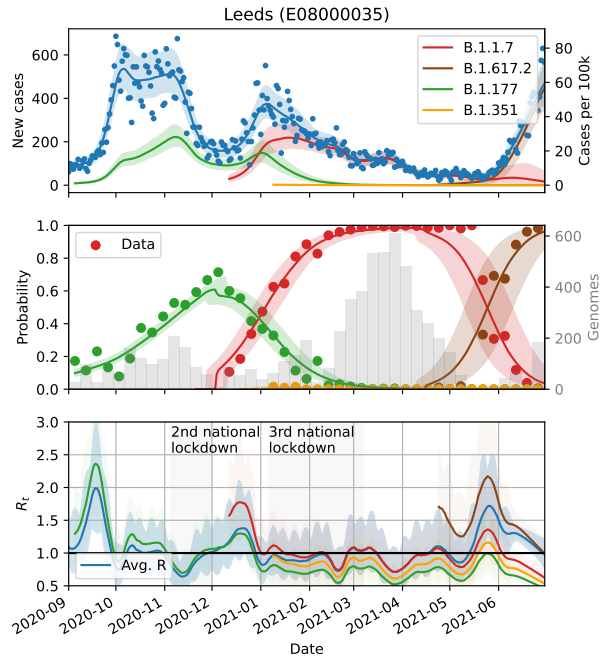 Leeds (E08000035)
New cases
600
400
200
0
B.1.1.7
B.1.617.2
B.1.177
B.1.351
80
60
40
20
0
Cases per 100k
Probability
1.0
0.8
0.6
0.4
0.2
0.0
Data
600
400
200
0
Genomes
R_t
3.0
2.5
2.0
1.5
1.0
0.5
2nd national
lockdown
3rd national
lockdown
Avg. R
2020-09
2020-10
2020-11
2020-12
2021-01
2021-02
2021-03
2021-04
2021-05
2021-06
Date